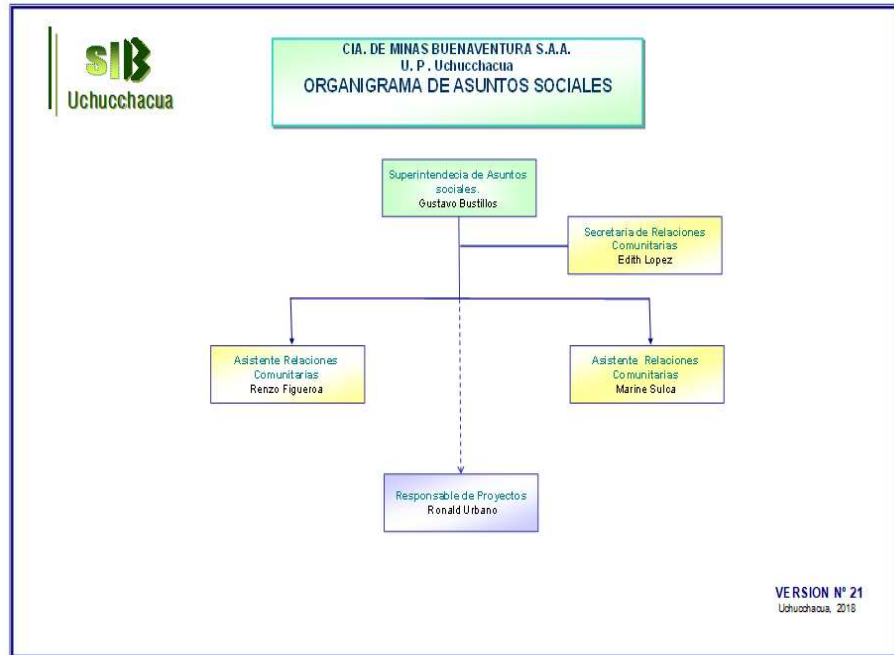 SIB
Uchucchacua
CIA. DE MINAS BUENAVENTURA S.A.A.
U. P. Uchucchacua
ORGANIGRAMA DE ASUNTOS SOCIALES
Superintendecia de Asuntos
sociales.
Gustavo Bustillos
Secretaria de Relaciones
Comunitarias
Edith Lopez
Asistente Relaciones
Comunitarias
Renzo Figueroa
Asistente Relaciones
Comunitarias
Marine Sulca
Responsable de Proyectos
Ronald Urbano
VERSION Nº 21
Uchucchacua, 2018